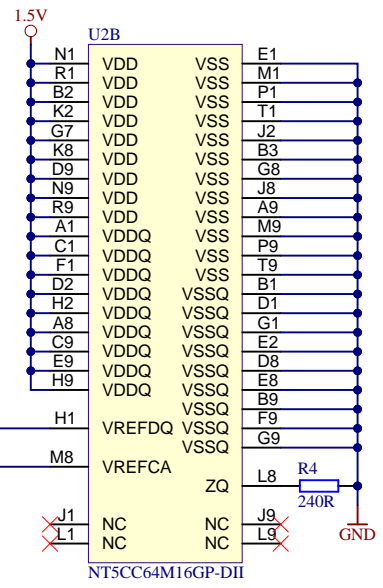 1.5V
U2B
N1 VDD VSS E1
R1 VDD VSS M1
B2 VDD VSS P1
K2 VDD VSS T1
G7 VDD VSS J2
K8 VDD VSS B3
D9 VDD VSS G8
N9 VDD VSS J8
R9 VDD VSS A9
A1 VDDQ VSS M9
C1 VDDQ VSS P9
F1 VDDQ VSS T9
D2 VDDQ VSSQ B1
H2 VDDQ VSSQ D1
A8 VDDQ VSSQ G1
C9 VDDQ VSSQ E2
E9 VDDQ VSSQ D8
H9 VDDQ VSSQ E8
VSSQ B9
H1 VREFDQ VSSQ F9
VSSQ G9
M8 VREFCA
ZQ L8 R4
240R
J1 NC NC J9
L1 NC NC L9
GND
NT5CC64M16GP-DII